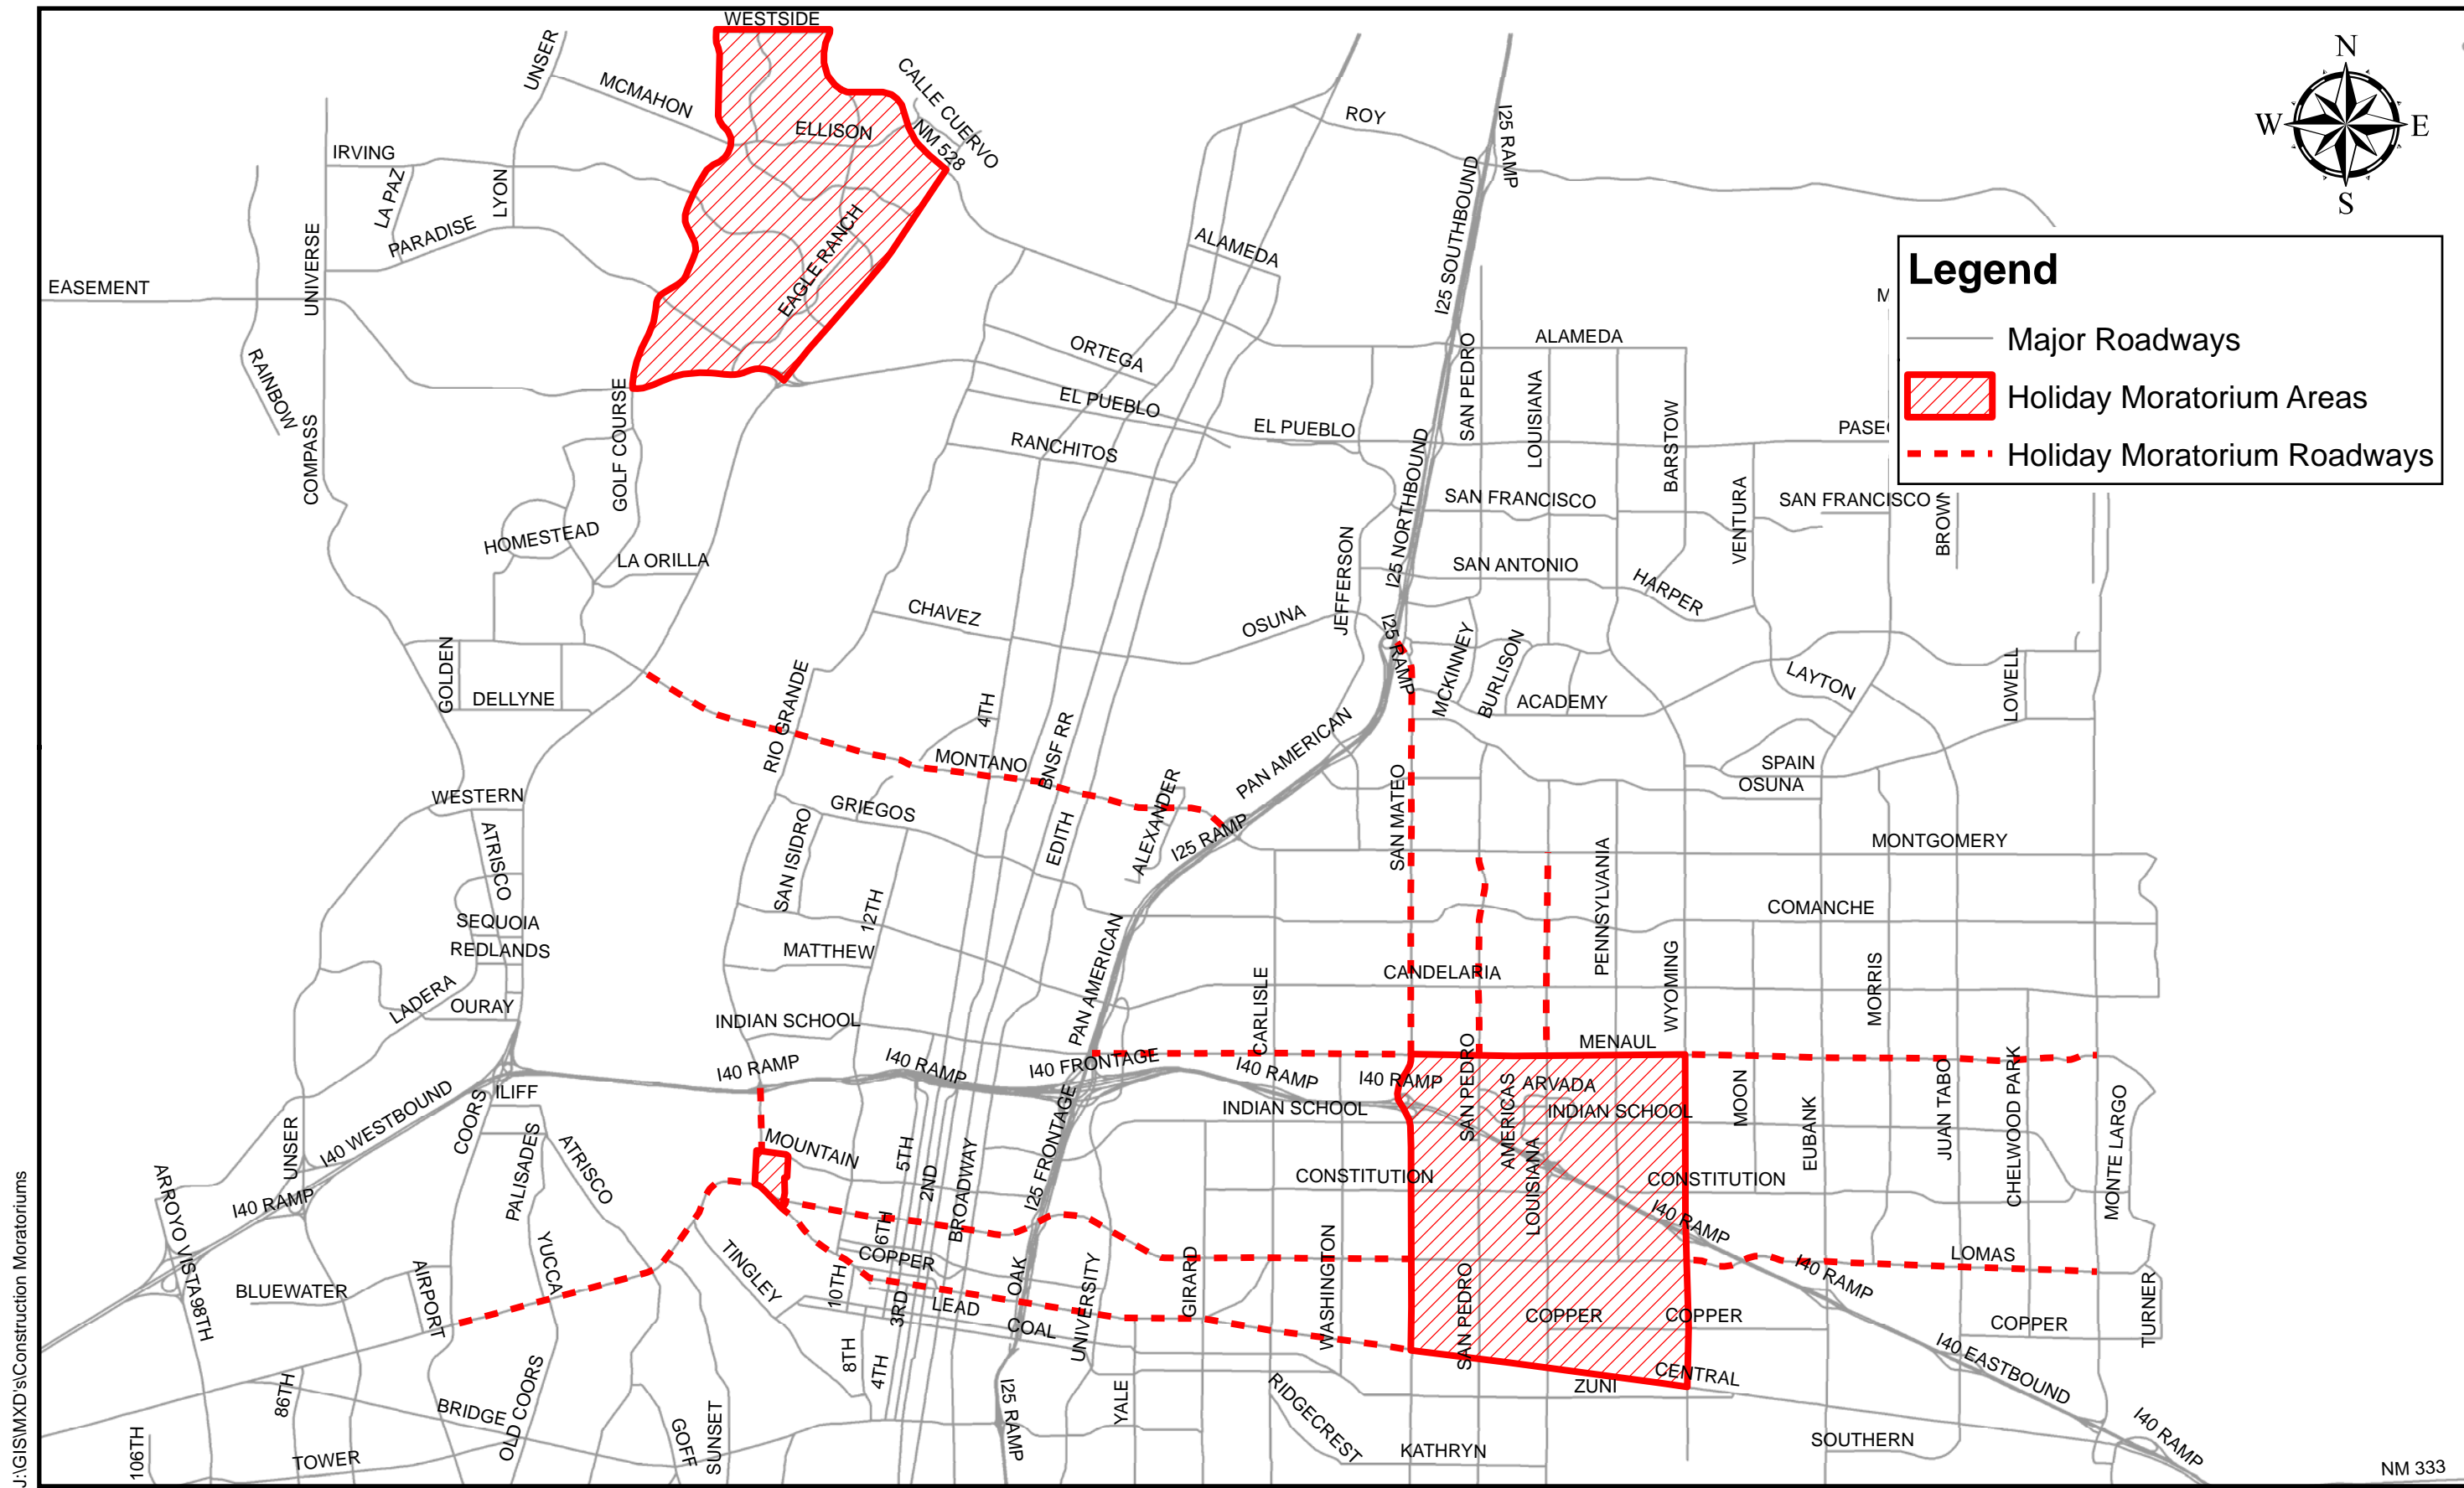 WESTSIDE
UNSER
MCMAHON
CALLE CUERVO
ELLISON
NM 528
ROY
I25 RAMP
N
W
E
S
IRVING
LA PAZ
LYON
PARADISE
UNIVERSE
EASEMENT
EAGLE RANCH
ALAMEDA
I25 SOUTHBOUND
Legend
Major Roadways
Holiday Moratorium Areas
Holiday Moratorium Roadways
M
ALAMEDA
SAN PEDRO
LOUISIANA
BARSTOW
RAINBOW
COMPASS
GOLF COURSE
ORTEGA
EL PUEBLO
EL PUEBLO
RANCHITOS
I25 NORTHBOUND
PASE
SAN FRANCISCO
SAN FRANCISCO
VENTURA
BROWN
HOMESTEAD
LA ORILLA
CHAVEZ
OSUNA
JEFFERSON
SAN ANTONIO
HARPER
I25 RAMP
MCKINNEY
BURLISON
GOLDEN
DELLYNE
RIO GRANDE
4TH
ACADEMY
LAYTON
LOWELL
MONTANO
BNSF RR
PAN AMERICAN
SPAIN
OSUNA
WESTERN
ATRISCO
GRIEGOS
SAN ISIDRO
EDITH
ALEXANDER
I25 RAMP
SAN MATEO
MONTGOMERY
PENNSYLVANIA
12TH
SEQUOIA
REDLANDS
MATTHEW
COMANCHE
CANDELARIA
WYOMING
MORRIS
CARLISLE
PAN AMERICAN
LADERA
OURAY
INDIAN SCHOOL
MENAUL
I40 RAMP
I40 RAMP
I40 FRONTAGE
I40 RAMP
I40 RAMP
SAN PEDRO
ARVADA
AMERICAS
INDIAN SCHOOL
INDIAN SCHOOL
MOON
EUBANK
JUAN TABO
CHELWOOD PARK
MONTE LARGO
ILIFF
COORS
I40 WESTBOUND
UNSER
PALISADES
ATRISCO
MOUNTAIN
5TH
2ND
BROADWAY
I25 FRONTAGE
CONSTITUTION
CONSTITUTION
LOUISIANA
I40 RAMP
ARROYO VISTA
98TH
I40 RAMP
BLUEWATER
AIRPORT
YUCCA
TINGLEY
6TH
COPPER
10TH
3RD
LEAD
OAK
COAL
UNIVERSITY
GIRARD
WASHINGTON
SAN PEDRO
COPPER
COPPER
I40 RAMP
LOMAS
COPPER
TURNER
I40 EASTBOUND
8TH
4TH
I25 RAMP
YALE
RIDGECREST
ZUNI
CENTRAL
KATHRYN
SOUTHERN
I40 RAMP
NM 333
106TH
86TH
TOWER
BRIDGE
OLD COORS
GOFF
SUNSET
J:\GIS\MXD's\Construction Moratoriums